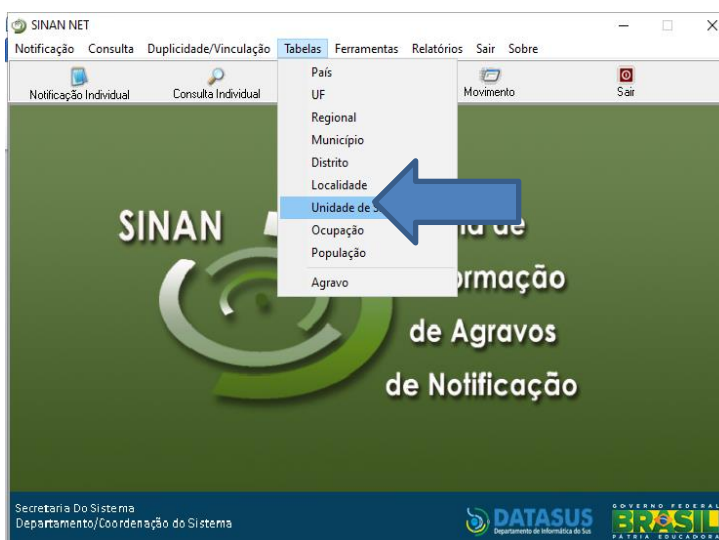 SINAN NET
Notificação Consulta Duplicidade/Vinculação Tabelas Ferramentas Relatórios Sair Sobre
Notificação Individual Consulta Individual Movimento Sair
País
UF
Regional
Município
Distrito
Localidade
Unidade de
Ocupação
População
Agravo
SINAN
de
de Agravos
de Notificação
Secretaria Do Sistema
Departamento/Coordenação do Sistema
DATASUS
Departamento de Informática do Sus
GOVERNO FEDERAL
BRASIL
PÁTRIA EDUCADORA